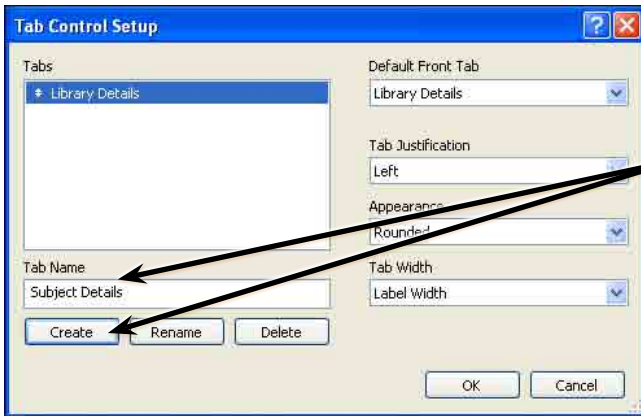 Tab Control Setup
Tabs
Library Details
Default Front Tab
Library Details
Tab Justification
Left
Appearance
Rounded
Tab Name
Subject Details
Tab Width
Label Width
Create Rename Delete
OK Cancel